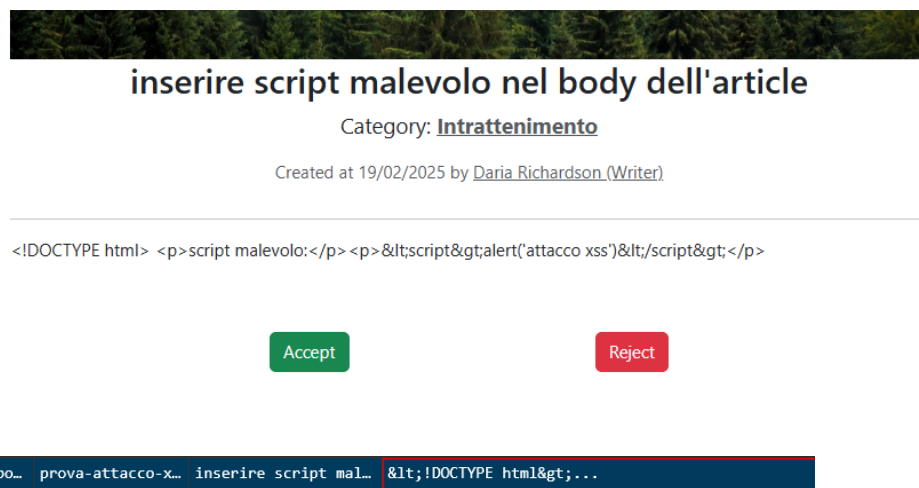 inserire script malevolo nel body dell'article
Category: Intrattenimento
Created at 19/02/2025 by Daria Richardson (Writer)
<!DOCTYPE html> <p>script malevolo:</p><p>&lt;script&gt;alert('attacco xss')&lt;/script&gt;</p>
Accept Reject
po… prova-attacco-x… inserire script mal… &lt;!DOCTYPE html&gt;...